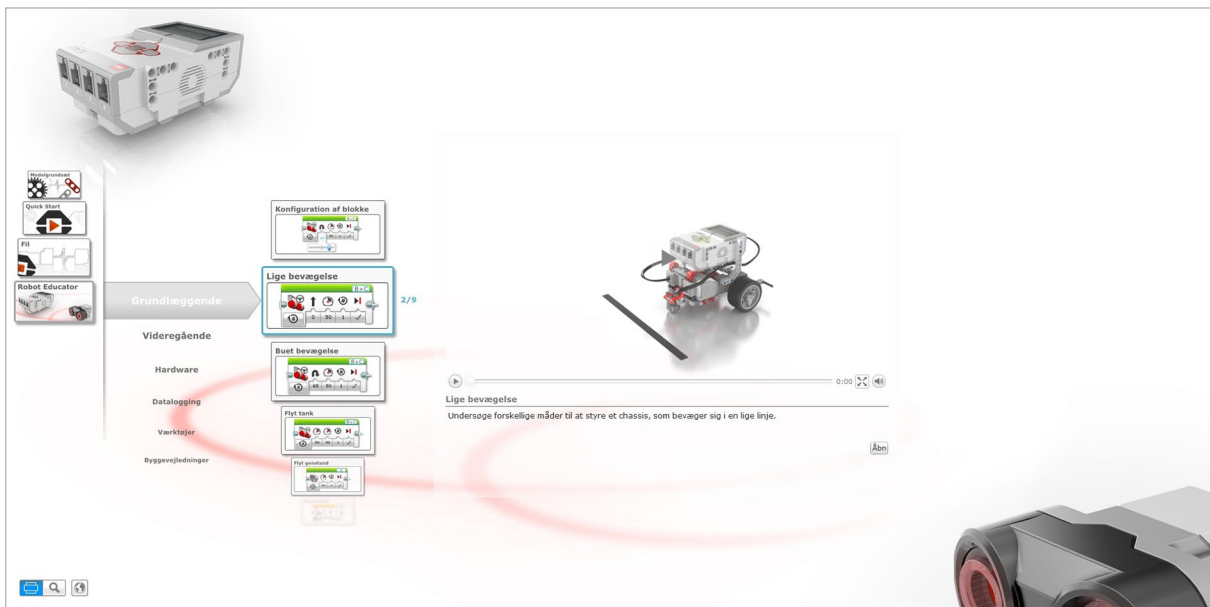 Modelgrundsæt
Quick Start
Fil
Robot Educator
Grundlæggende
Videregående
Hardware
Datalogging
Værktøjer
Byggevejledninger
Konfiguration af blokke
Lige bevægelse
B+C
0 50 1
2/9
Buet bevægelse
B+C
Flyt tank
Flyt genstand
0:00
Lige bevægelse
Undersøge forskellige måder til at styre et chassis, som bevæger sig i en lige linje.
Åbn